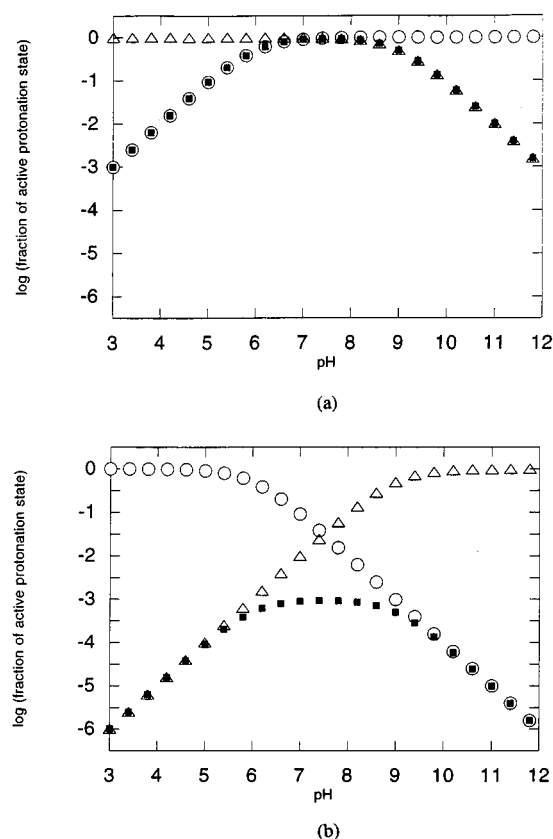 log (fraction of active protonation state)
0
-1
-2
-3
-4
-5
-6
3 4 5 6 7 8 9 10 11 12
pH
(a)
log (fraction of active protonation state)
0
-1
-2
-3
-4
-5
-6
3 4 5 6 7 8 9 10 11 12
pH
(b)